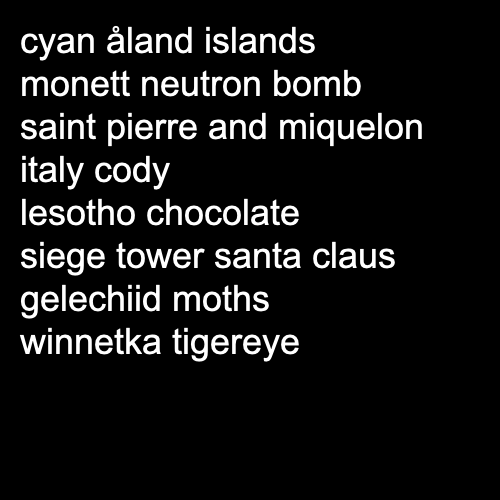 cyan åland islands
monett neutron bomb
saint pierre and miquelon
italy cody
lesotho chocolate
siege tower santa claus
gelechiid moths
winnetka tigereye